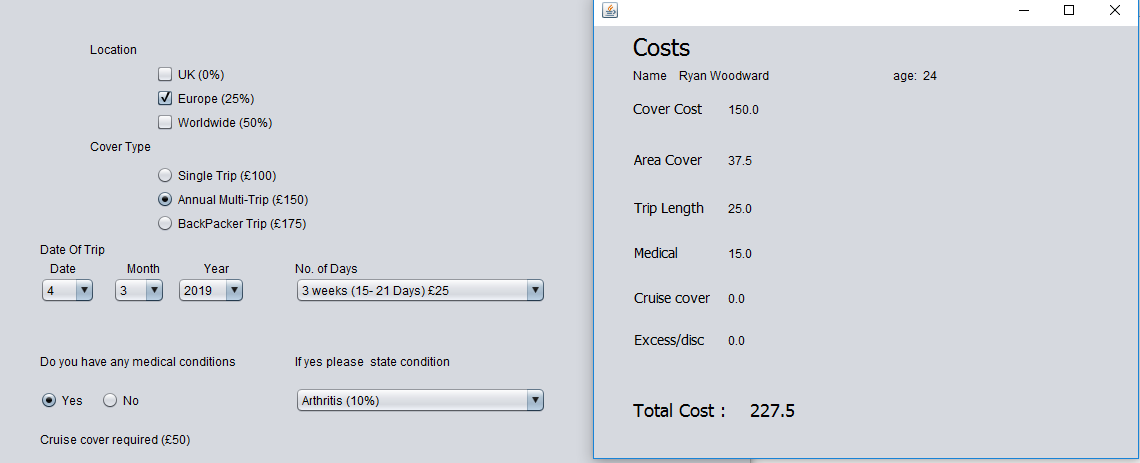 Location
UK (0%)
Europe (25%)
Worldwide (50%)
Cover Type
Single Trip (£100)
Annual Multi-Trip (£150)
BackPacker Trip (£175)
Date Of Trip
Date Month Year No. of Days
4 3 2019 3 weeks (15- 21 Days) £25
Do you have any medical conditions If yes please state condition
Yes No Arthritis (10%)
Cruise cover required (£50)
Costs
Name Ryan Woodward age: 24
Cover Cost 150.0
Area Cover 37.5
Trip Length 25.0
Medical 15.0
Cruise cover 0.0
Excess/disc 0.0
Total Cost : 227.5